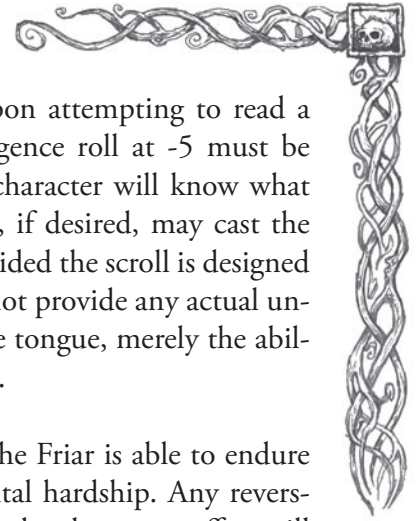 pon attempting to read a
gence roll at -5 must be
character will know what
, if desired, may cast the
ided the scroll is designed
not provide any actual un-
e tongue, merely the abil-
.
he Friar is able to endure
tal hardship. Any revers-